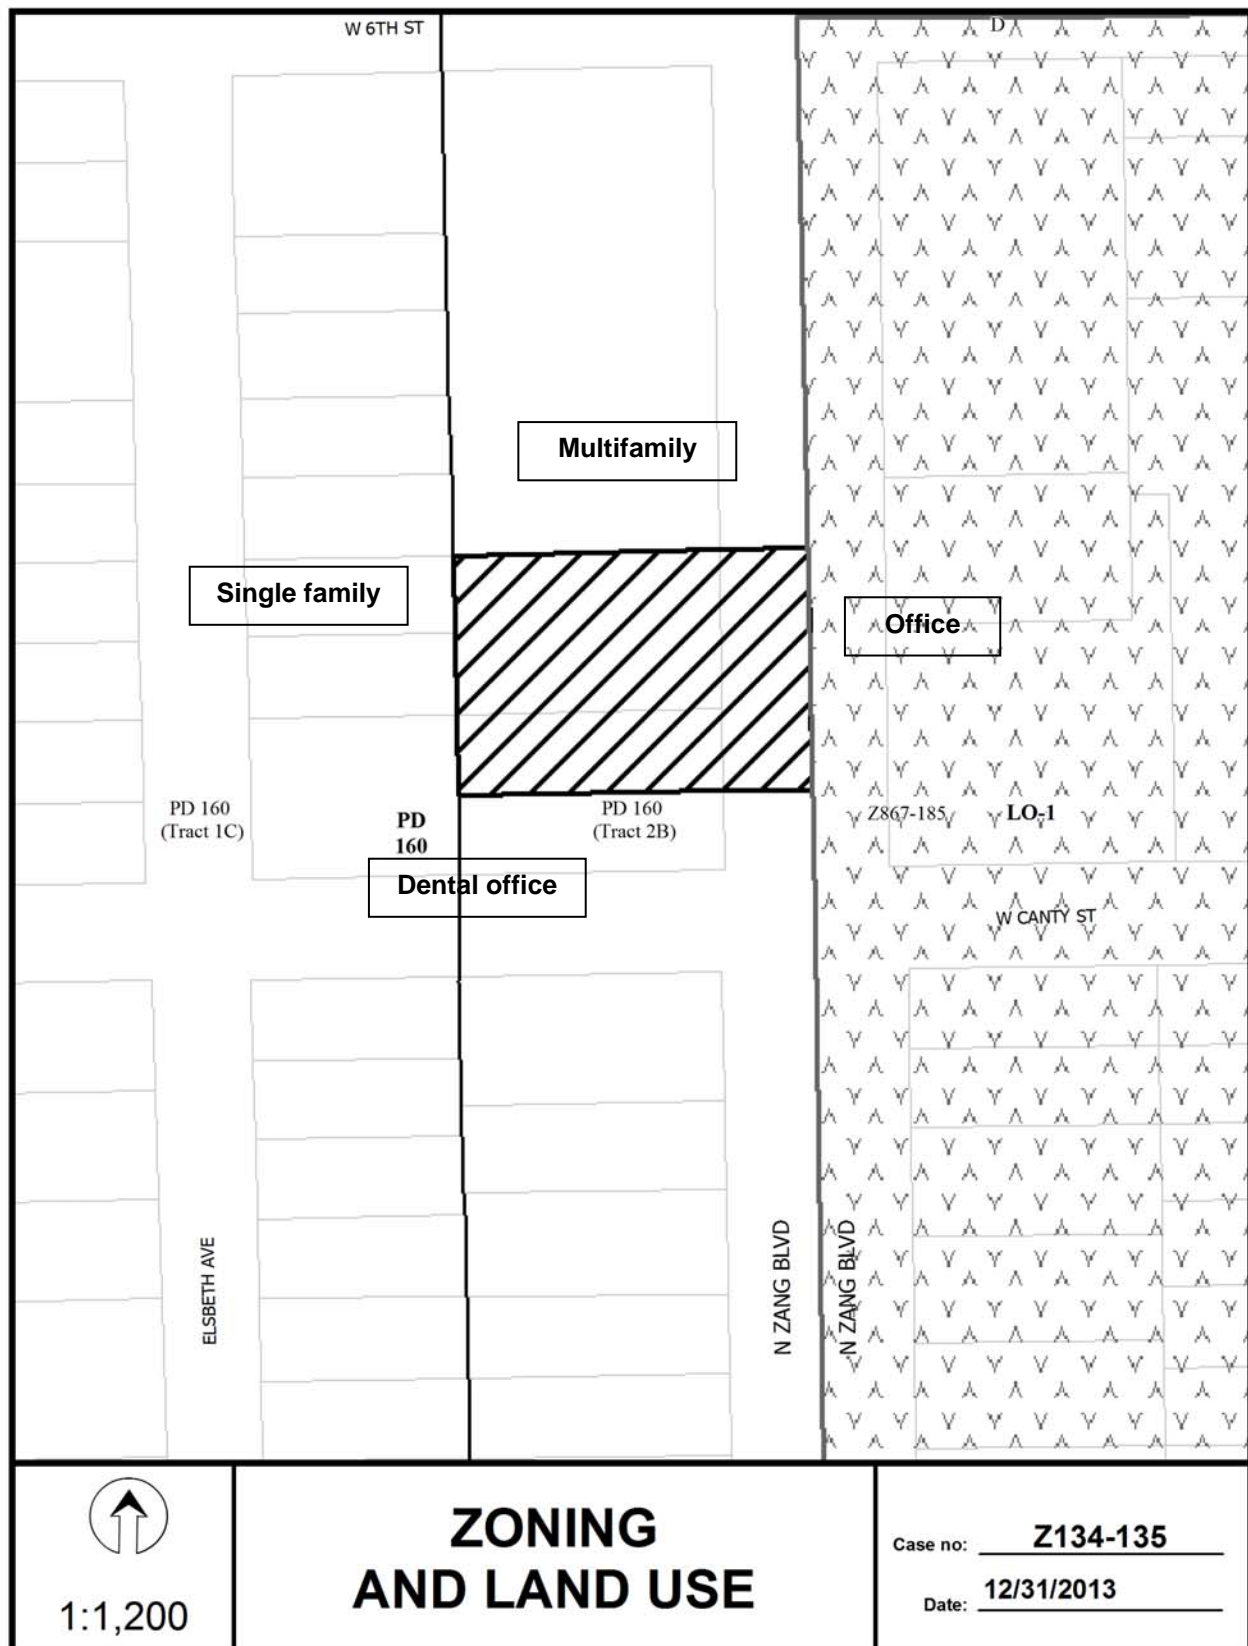 W 6TH ST
D
Multifamily
Single family
Office
PD 160
(Tract 1C)
PD
160
PD 160
(Tract 2B)
Z867-185
LO-1
Dental office
W CANTY ST
ELSBETH AVE
N ZANG BLVD
N ZANG BLVD
1:1,200
ZONING
AND LAND USE
Case no: Z134-135
Date: 12/31/2013